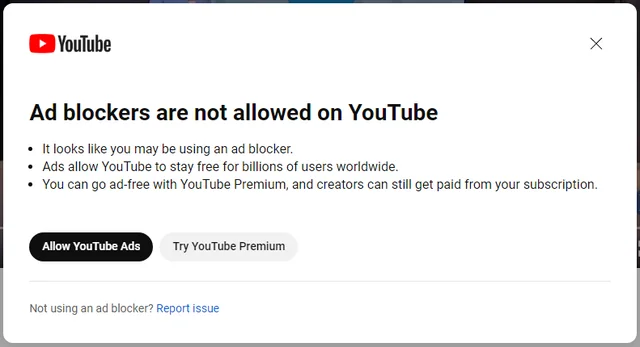 YouTube
Ad blockers are not allowed on YouTube
It looks like you may be using an ad blocker.
Ads allow YouTube to stay free for billions of users worldwide.
You can go ad-free with YouTube Premium, and creators can still get paid from your subscription.
Allow YouTube Ads Try YouTube Premium
Not using an ad blocker? Report issue